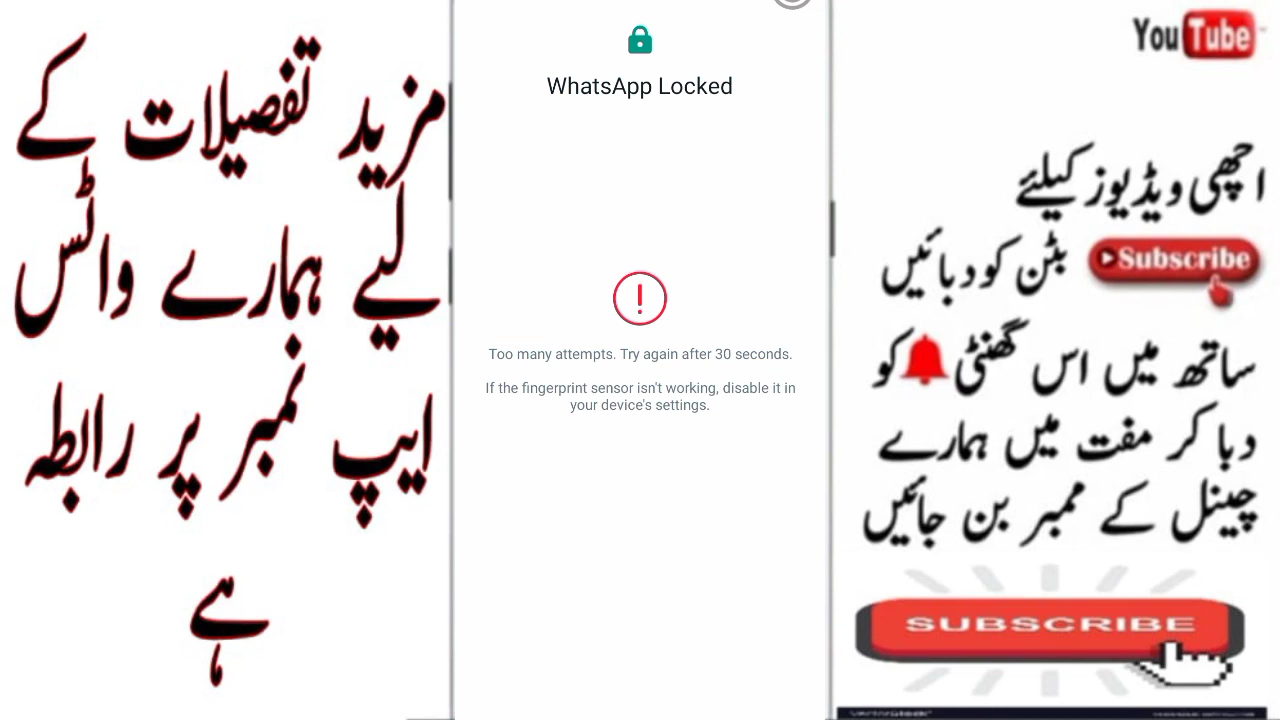 مزید تفصیلات کے
لیے ہمارے واٹس
ایپ نمبر پر رابطہ
ہے
WhatsApp Locked
Too many attempts. Try again after 30 seconds.
If the fingerprint sensor isn't working, disable it in
your device's settings.
YouTube
اچھی ویڈیوز کیلئے
Subscribe بٹن کو دبائیں
ساتھ میں اس گھنٹی کو
دبا کر مفت میں ہمارے
چینل کے ممبر بن جائیں
SUBSCRIBE